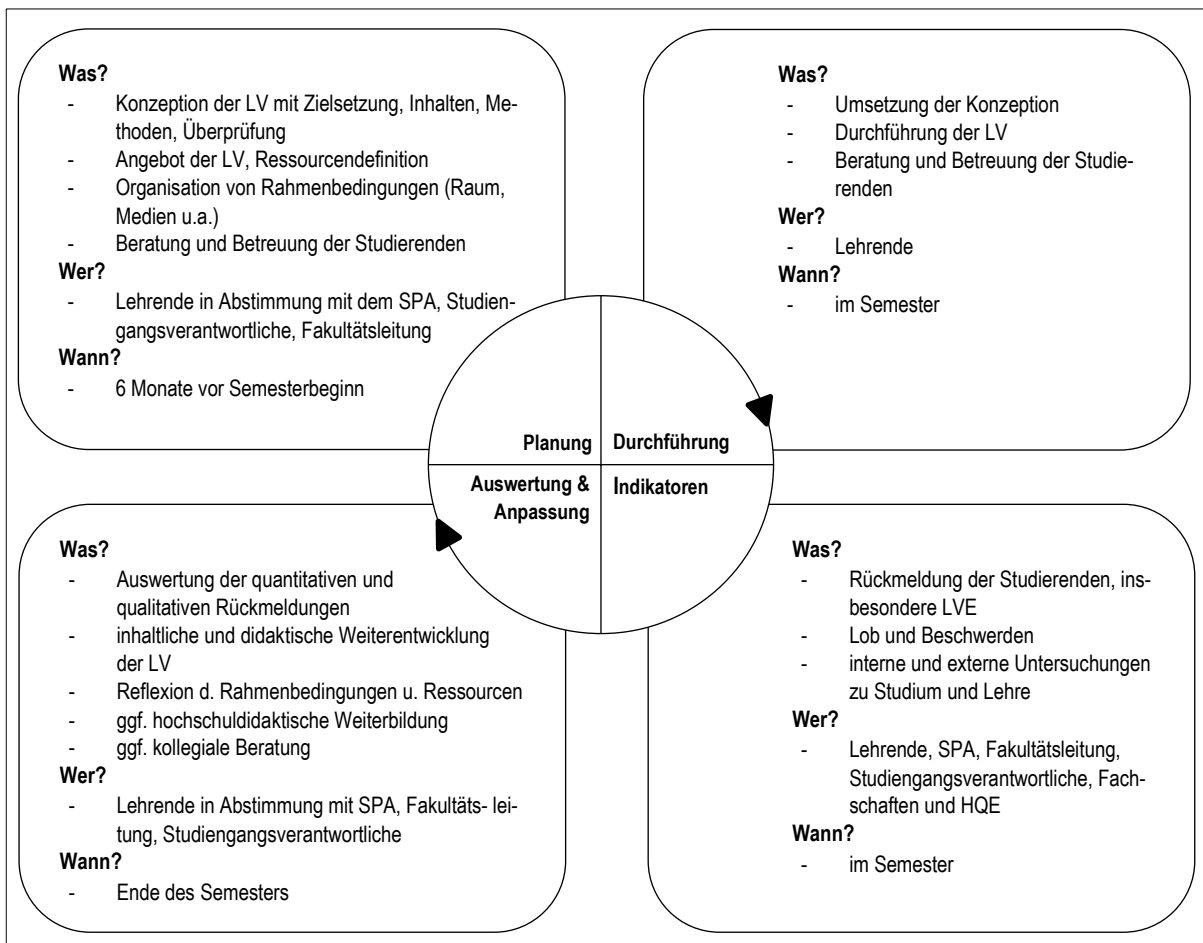 Was?
- Konzeption der LV mit Zielsetzung, Inhalten, Me-
thoden, Überprüfung
- Angebot der LV, Ressourcendefinition
- Organisation von Rahmenbedingungen (Raum,
Medien u.a.)
- Beratung und Betreuung der Studierenden
Wer?
- Lehrende in Abstimmung mit dem SPA, Studien-
gangsverantwortliche, Fakultätsleitung
Wann?
- 6 Monate vor Semesterbeginn
Was?
- Umsetzung der Konzeption
- Durchführung der LV
- Beratung und Betreuung der Studie-
renden
Wer?
- Lehrende
Wann?
- im Semester
Planung
Durchführung
Auswertung &
Anpassung
Indikatoren
Was?
- Auswertung der quantitativen und
qualitativen Rückmeldungen
- inhaltliche und didaktische Weiterentwicklung
der LV
- Reflexion d. Rahmenbedingungen u. Ressourcen
- ggf. hochschuldidaktische Weiterbildung
- ggf. kollegiale Beratung
Wer?
- Lehrende in Abstimmung mit SPA, Fakultäts- lei-
tung, Studiengangsverantwortliche
Wann?
- Ende des Semesters
Was?
- Rückmeldung der Studierenden, ins-
besondere LVE
- Lob und Beschwerden
- interne und externe Untersuchungen
zu Studium und Lehre
Wer?
- Lehrende, SPA, Fakultätsleitung,
Studiengangsverantwortliche, Fach-
schaften und HQE
Wann?
- im Semester